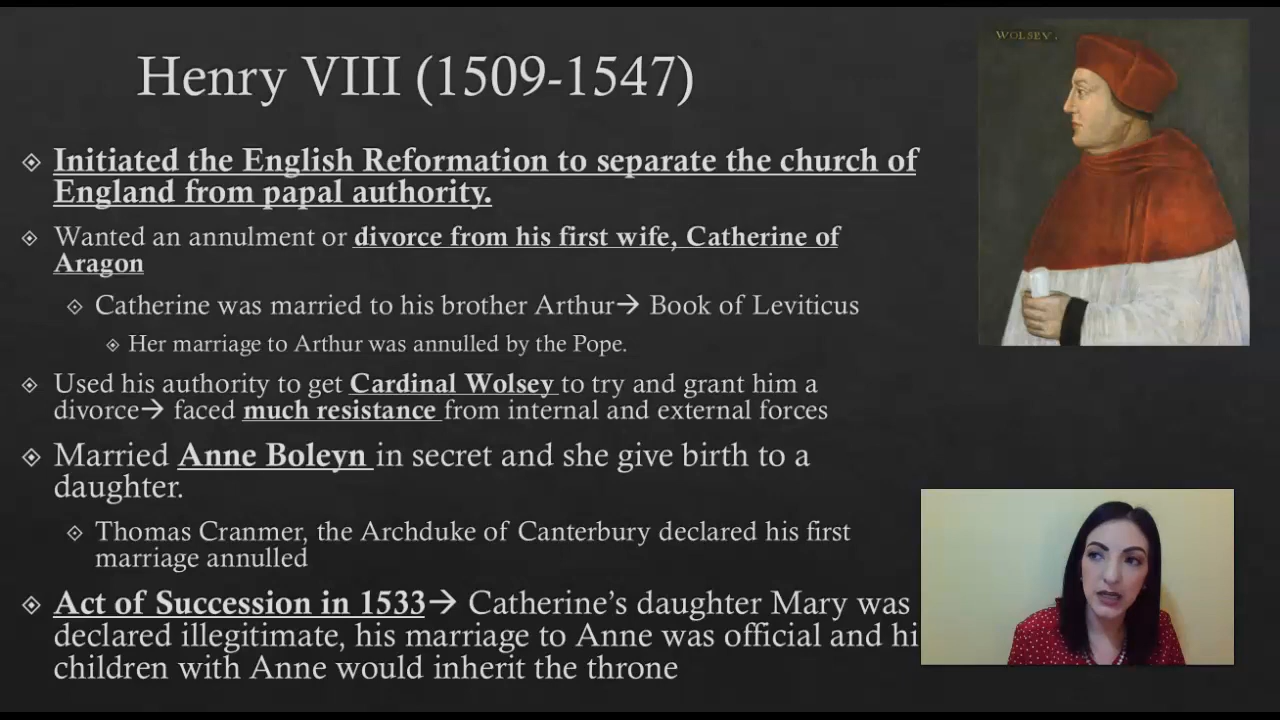 Henry VIII (1509-1547)
Initiated the English Reformation to separate the church of
England from papal authority.
Wanted an annulment or divorce from his first wife, Catherine of
Aragon
Catherine was married to his brother Arthur→ Book of Leviticus
Her marriage to Arthur was annulled by the Pope.
Used his authority to get Cardinal Wolsey to try and grant him a
divorce→ faced much resistance from internal and external forces
Married Anne Boleyn in secret and she give birth to a
daughter.
Thomas Cranmer, the Archduke of Canterbury declared his first
marriage annulled
Act of Succession in 1533→ Catherine's daughter Mary was
declared illegitimate, his marriage to Anne was official and hi
children with Anne would inherit the throne
WOLSEY.